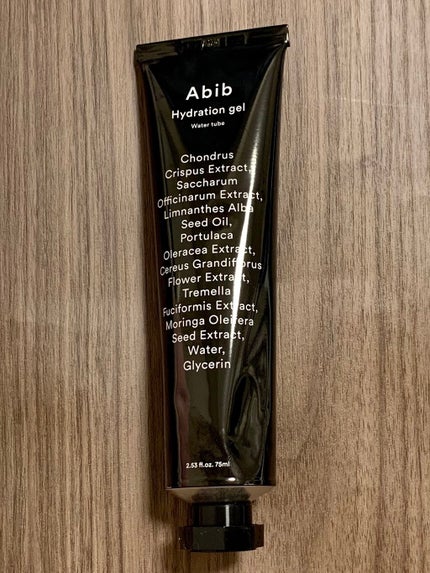 Abib
Hydration gel
Water tube
Chondrus
Crispus Extract,
Saccharum
Officinarum Extract,
Limnanthes Alba
Seed Oil,
Portulaca
Oleracea Extract,
Cereus Grandiflorus
Flower Extract,
Tremella
Fuciformis Extract,
Moringa Oleifera
Seed Extract,
Water,
Glycerin
2.53 fl.oz. 75ml